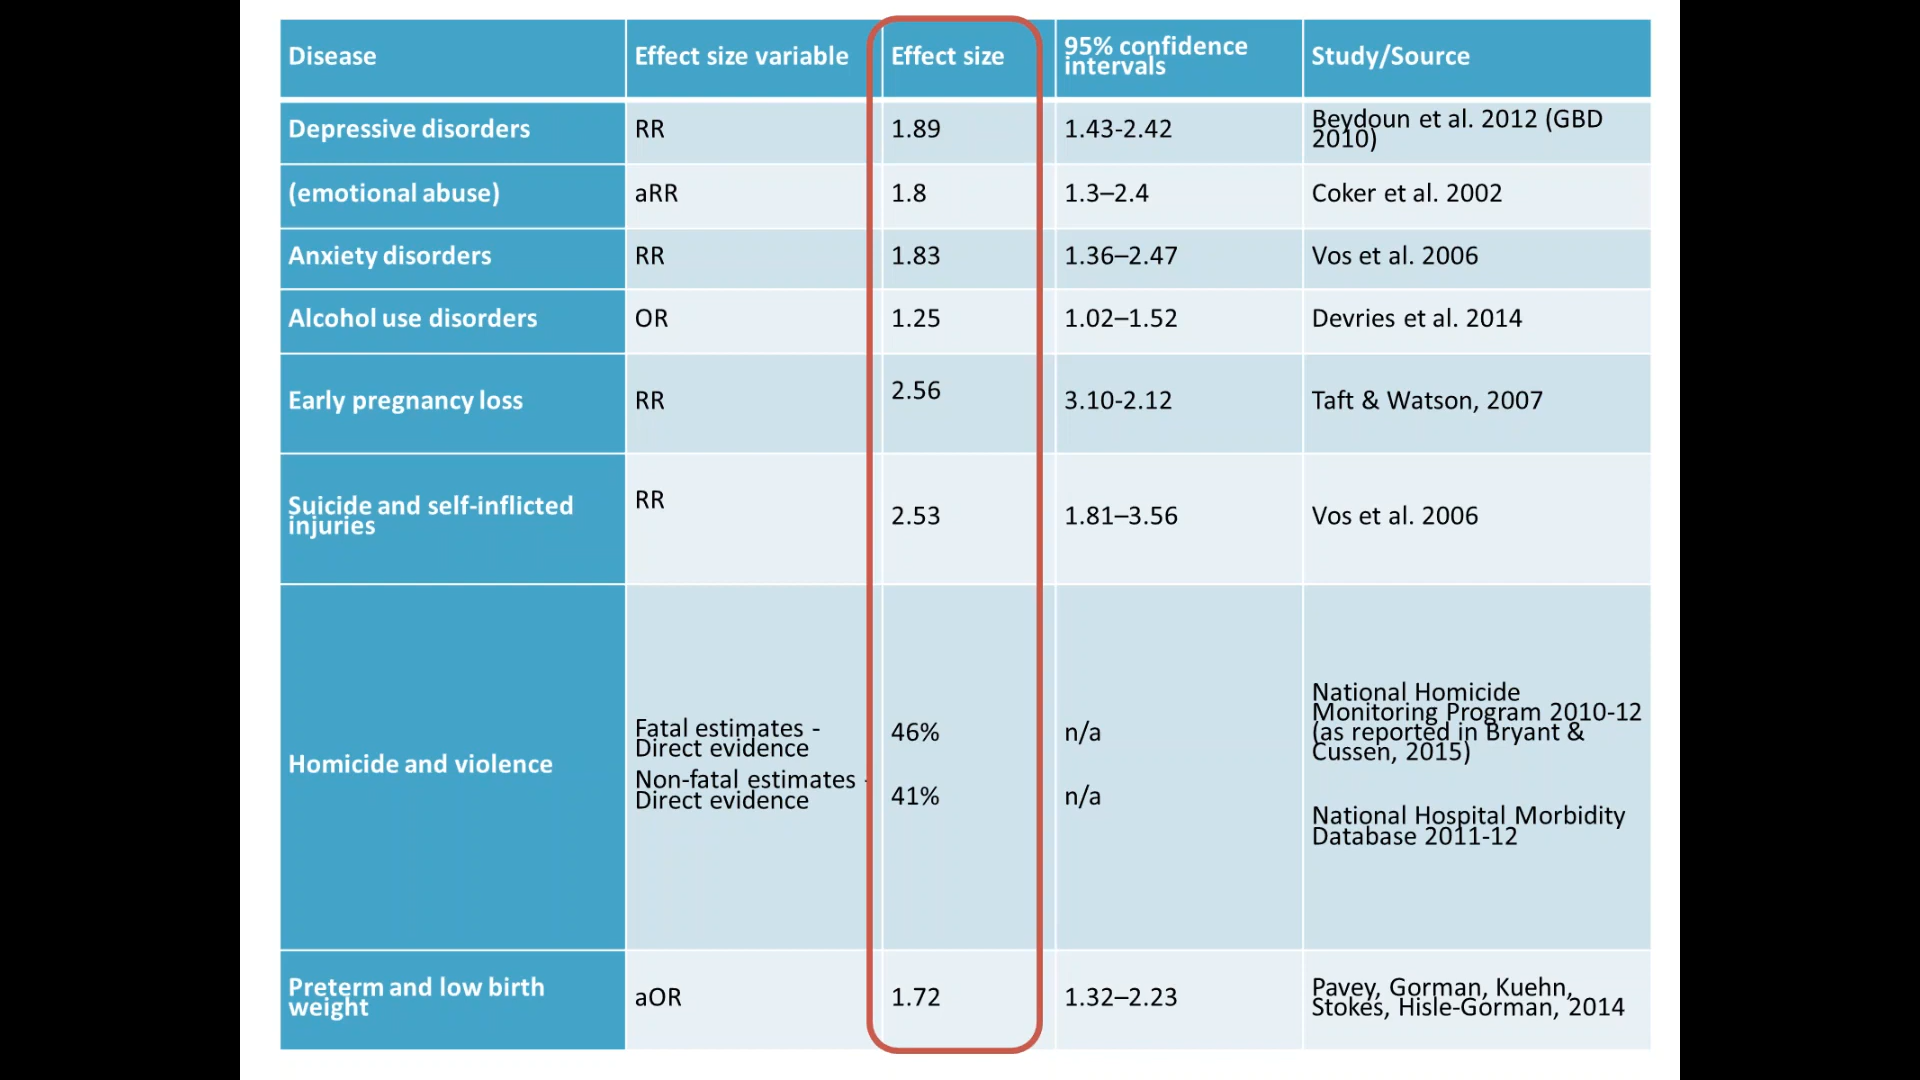 Disease Effect size variable Effect size 95% confidence intervals Study/Source
Depressive disorders RR 1.89 1.43-2.42 Beydoun et al. 2012 (GBD 2010)
(emotional abuse) aRR 1.8 1.3–2.4 Coker et al. 2002
Anxiety disorders RR 1.83 1.36–2.47 Vos et al. 2006
Alcohol use disorders OR 1.25 1.02–1.52 Devries et al. 2014
Early pregnancy loss RR 2.56 3.10-2.12 Taft & Watson, 2007
Suicide and self-inflicted injuries RR 2.53 1.81–3.56 Vos et al. 2006
Homicide and violence
Fatal estimates - Direct evidence 46% n/a National Homicide Monitoring Program 2010-12 (as reported in Bryant & Cussen, 2015)
Non-fatal estimates - Direct evidence 41% n/a National Hospital Morbidity Database 2011-12
Preterm and low birth weight aOR 1.72 1.32–2.23 Pavey, Gorman, Kuehn, Stokes, Hisle-Gorman, 2014